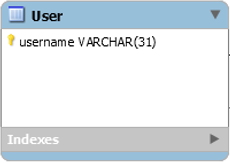 User
username VARCHAR(31)
Indexes